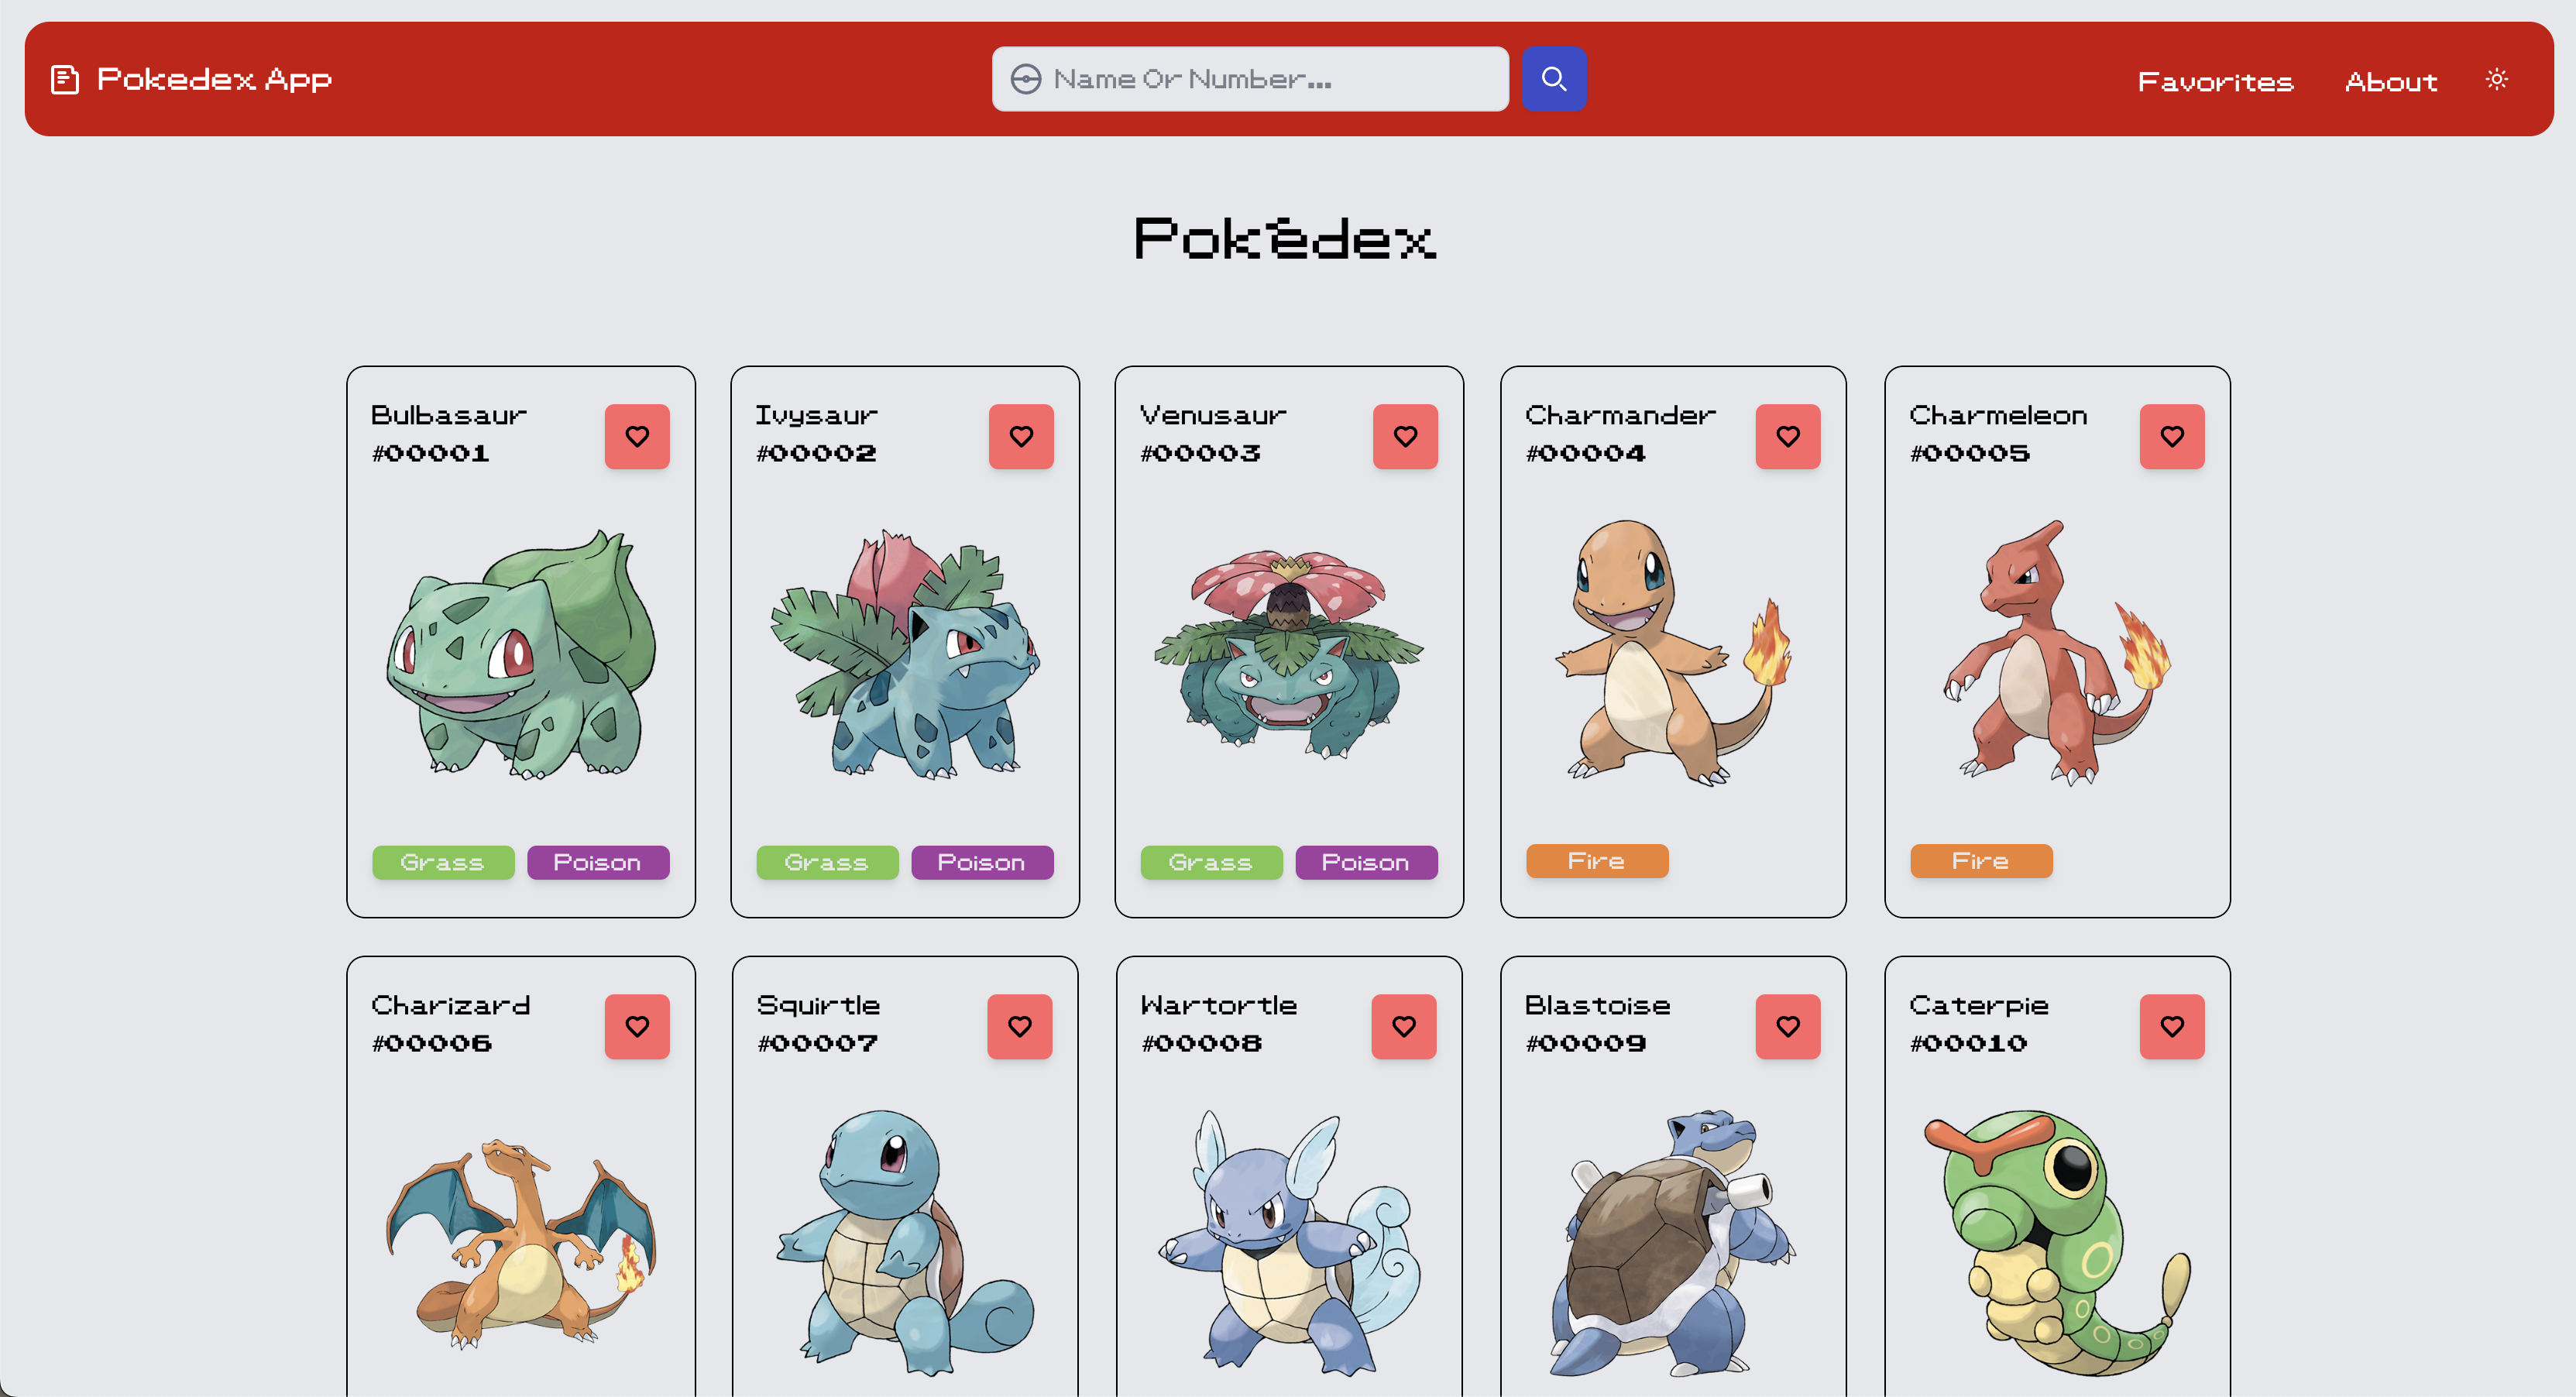 Pokedex App
Name Or Number...
Favorites
About
Pokédex
Bulbasaur
#00001
Grass
Poison
Ivysaur
#00002
Grass
Poison
Venusaur
#00003
Grass
Poison
Charmander
#00004
Fire
Charmeleon
#00005
Fire
Charizard
#00006
Squirtle
#00007
Wartortle
#00008
Blastoise
#00009
Caterpie
#00010